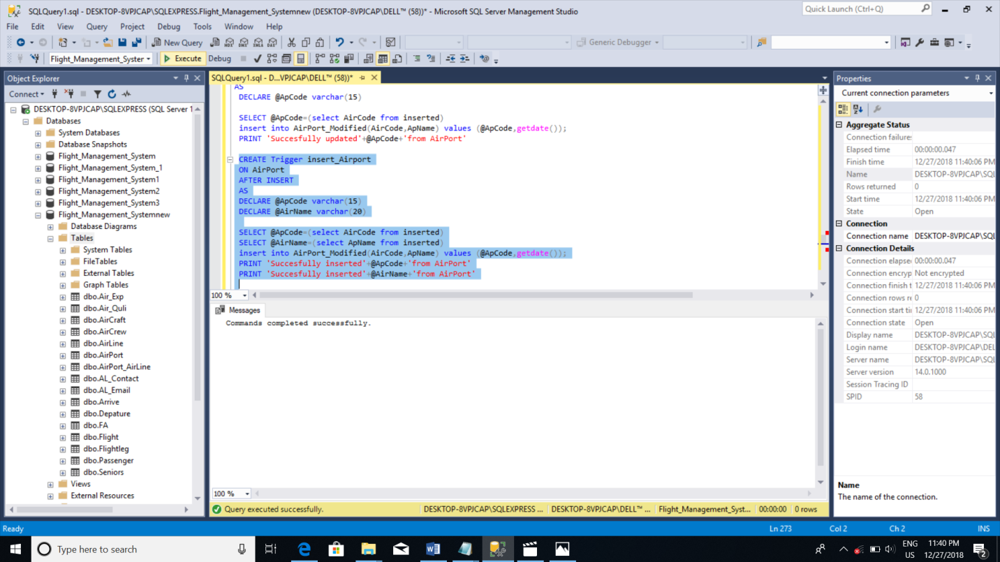 SQLQuery1.sql - DESKTOP-8VPJCAP\SQLEXPRESS.Flight_Management_Systemnew (DESKTOP-8VPJCAP\DELL™ (58))* - Microsoft SQL Server Management Studio
Quick Launch (Ctrl+Q)
File Edit View Query Project Debug Tools Window Help
New Query
Generic Debugger
Flight_Management_Syster
Execute Debug
Object Explorer
Connect
DESKTOP-8VPJCAP\SQLEXPRESS (SQL Server 1
Databases
System Databases
Database Snapshots
Flight_Management_System
Flight_Management_System_1
Flight_Management_System1
Flight_Management_System2
Flight_Management_System3
Flight_Management_Systemnew
Database Diagrams
Tables
System Tables
FileTables
External Tables
Graph Tables
dbo.Air_Exp
dbo.Air_Quli
dbo.AirCraft
dbo.AirCrew
dbo.AirLine
dbo.AirPort
dbo.AirPort_AirLine
dbo.AL_Contact
dbo.AL_Email
dbo.Arrive
dbo.Depature
dbo.FA
dbo.Flight
dbo.Flightleg
dbo.Passenger
dbo.Seniors
Views
External Resources
SQLQuery1.sql - D...VPJCAP\DELL™ (58))*
AS
DECLARE @ApCode varchar(15)
SELECT @ApCode=(select AirCode from inserted)
insert into AirPort_Modified(AirCode,ApName) values (@ApCode,getdate());
PRINT 'Succesfully updated'+@ApCode+'from AirPort'
CREATE Trigger insert_Airport
ON AirPort
AFTER INSERT
AS
DECLARE @ApCode varchar(15)
DECLARE @AirName varchar(20)
SELECT @ApCode=(select AirCode from inserted)
SELECT @AirName=(select ApName from inserted)
insert into AirPort_Modified(AirCode,ApName) values (@ApCode,getdate());
PRINT 'Succesfully inserted'+@ApCode+'from AirPort'
PRINT 'Succesfully inserted'+@AirName+'from AirPort'
100 %
Messages
Commands completed successfully.
100 %
Query executed successfully.
DESKTOP-8VPJCAP\SQLEXPRESS ... DESKTOP-8VPJCAP\DELL™ ... Flight_Management_Syst... 00:00:00 0 rows
Properties
Current connection parameters
Aggregate Status
Connection failures
Elapsed time 00:00:00.047
Finish time 12/27/2018 11:40:06 PM
Name DESKTOP-8VPJCAP\SQL
Rows returned 0
Start time 12/27/2018 11:40:06 PM
State Open
Connection
Connection name DESKTOP-8VPJCAP\SQL
Connection Details
Connection elapse 00:00:00.047
Connection encryp Not encrypted
Connection finish t 12/27/2018 11:40:06 PM
Connection rows re 0
Connection start ti 12/27/2018 11:40:06 PM
Connection state Open
Display name DESKTOP-8VPJCAP\SQL
Login name DESKTOP-8VPJCAP\DEL
Server name DESKTOP-8VPJCAP\SQL
Server version 14.0.1000
Session Tracing ID
SPID 58
Name
The name of the connection.
Ready
Ln 273 Col 2 Ch 2 INS
Type here to search
ENG
US
11:40 PM
12/27/2018
2